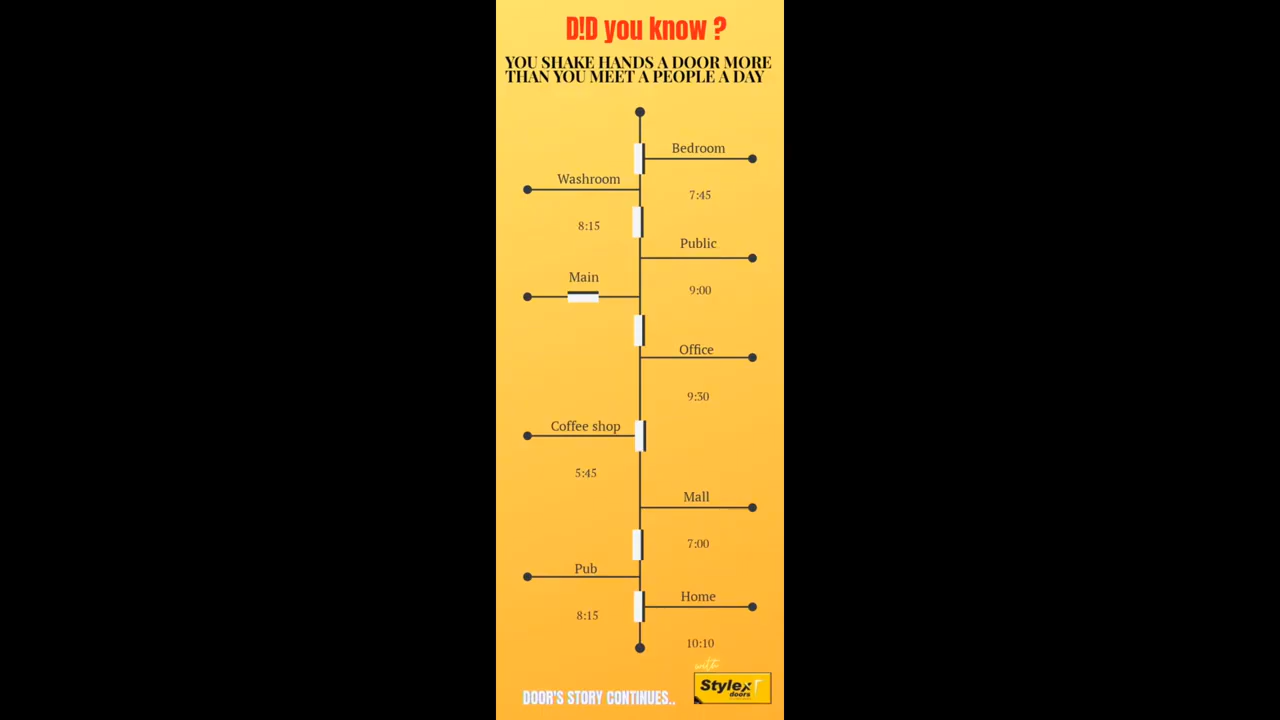 D!D you know ?
YOU SHAKE HANDS A DOOR MORE
THAN YOU MEET A PEOPLE A DAY
Bedroom
7:45
Washroom
8:15
Public
9:00
Main
Office
9:30
Coffee shop
5:45
Mall
7:00
Pub
8:15
Home
10:10
with
Stylex
doors
DOOR'S STORY CONTINUES..